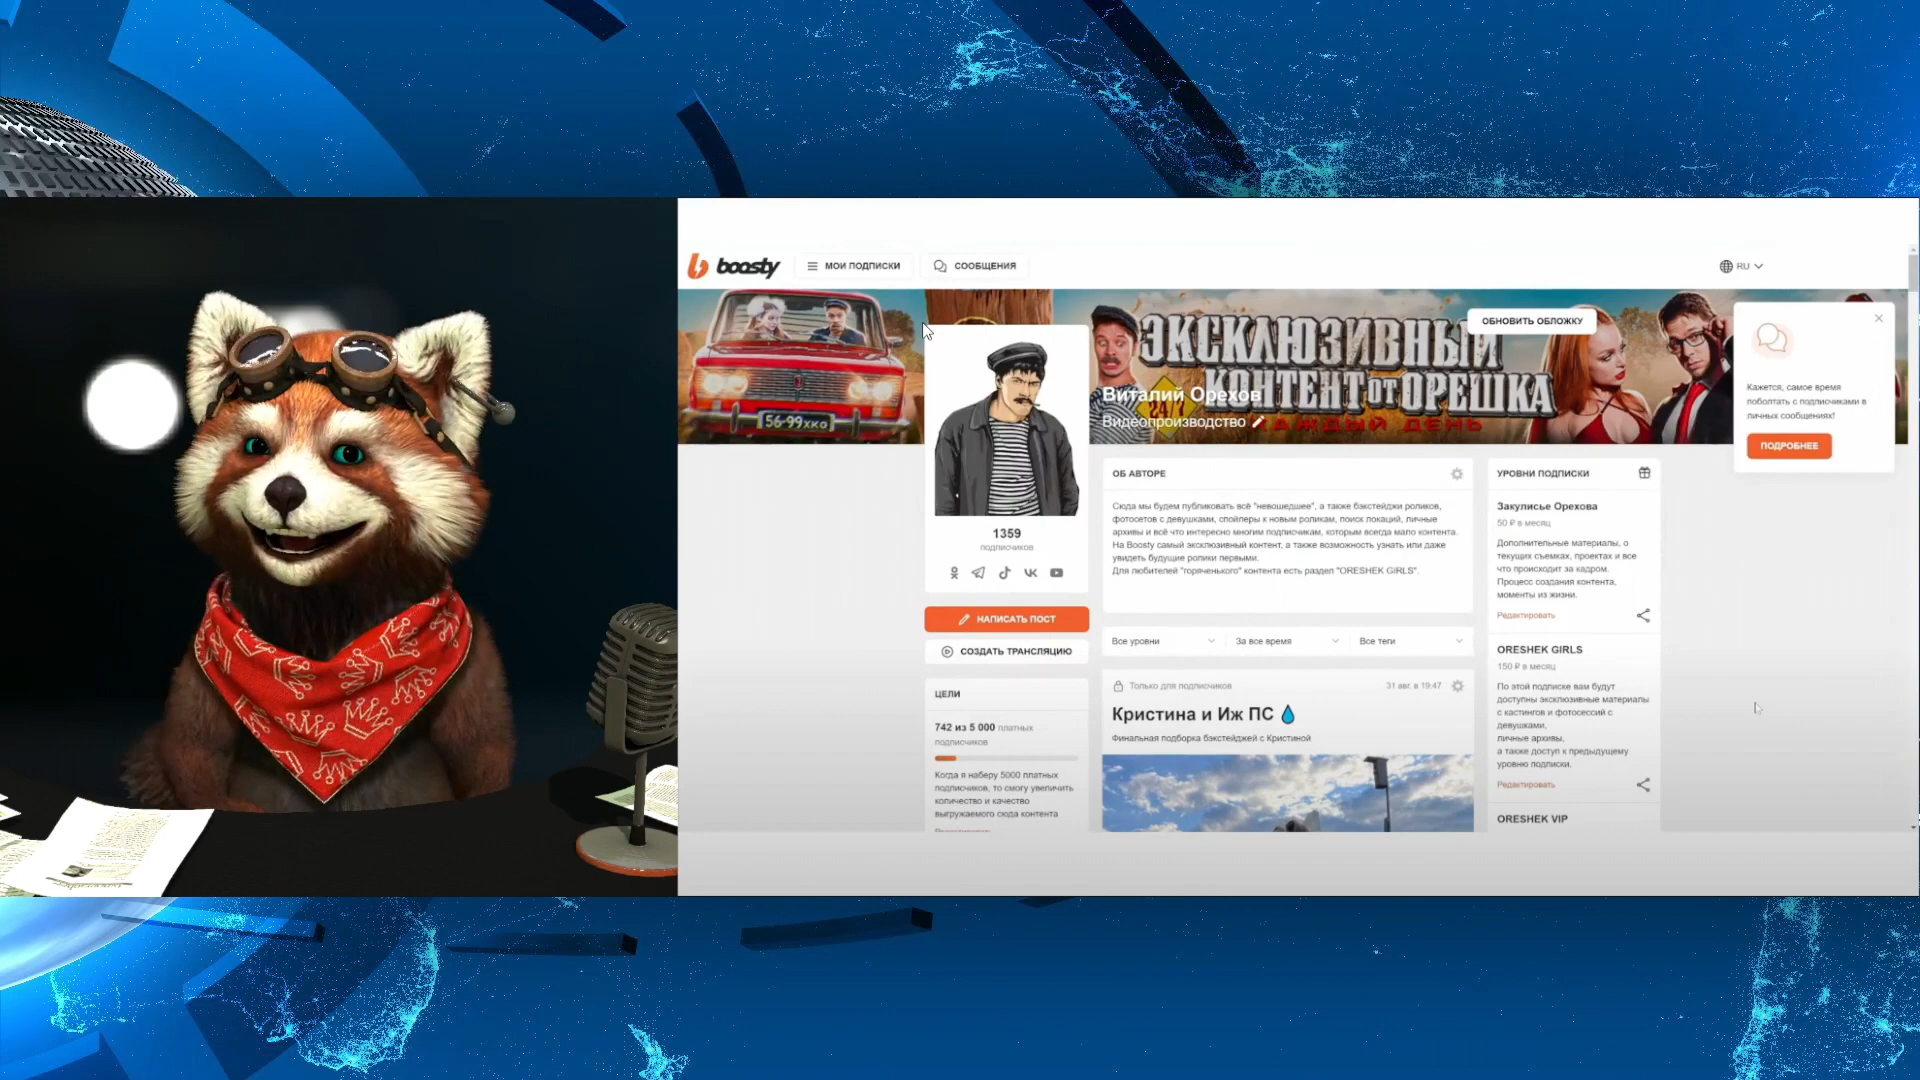 boosty
МОИ ПОДПИСКИ
СООБЩЕНИЯ
RU
ЭКСКЛЮЗИВНЫЙ
КОНТЕНТ от ОРЕШКА
24/7
КАЖДЫЙ ДЕНЬ
56-99 ХКО
ОБНОВИТЬ ОБЛОЖКУ
Виталий Орехов
Видеопроизводство
Кажется, самое время
поболтать с подписчиками в
личных сообщениях!
ПОДРОБНЕЕ
1359
подписчиков
НАПИСАТЬ ПОСТ
СОЗДАТЬ ТРАНСЛЯЦИЮ
ЦЕЛИ
742 из 5 000 платных
подписчиков
Когда я наберу 5000 платных
подписчиков, то смогу увеличить
количество и качество
выгружаемого сюда контента
ОБ АВТОРЕ
Сюда мы будем публиковать всё "невошедшее", а также бэкстейджи роликов,
фотосетов с девушками, спойлеры к новым роликам, поиск локаций, личные
архивы и всё что интересно многим подписчикам, которым всегда мало контента.
На Boosty самый эксклюзивный контент, а также возможность узнать или даже
увидеть будущие ролики первыми.
Для любителей "горяченького" контента есть раздел "ORESHEK GIRLS".
Все уровни
За все время
Все теги
Только для подписчиков
31 авг. в 19:47
Кристина и Иж ПС
Финальная подборка бэкстейджей с Кристиной
УРОВНИ ПОДПИСКИ
Закулисье Орехова
50 ₽ в месяц
Дополнительные материалы, о
текущих съемках, проектах и все
что происходит за кадром.
Процесс создания контента,
моменты из жизни.
Редактировать
ORESHEK GIRLS
150 ₽ в месяц
По этой подписке вам будут
доступны эксклюзивные материалы
с кастингов и фотосессий с
девушками,
личные архивы,
а также доступ к предыдущему
уровню подписки.
Редактировать
ORESHEK VIP